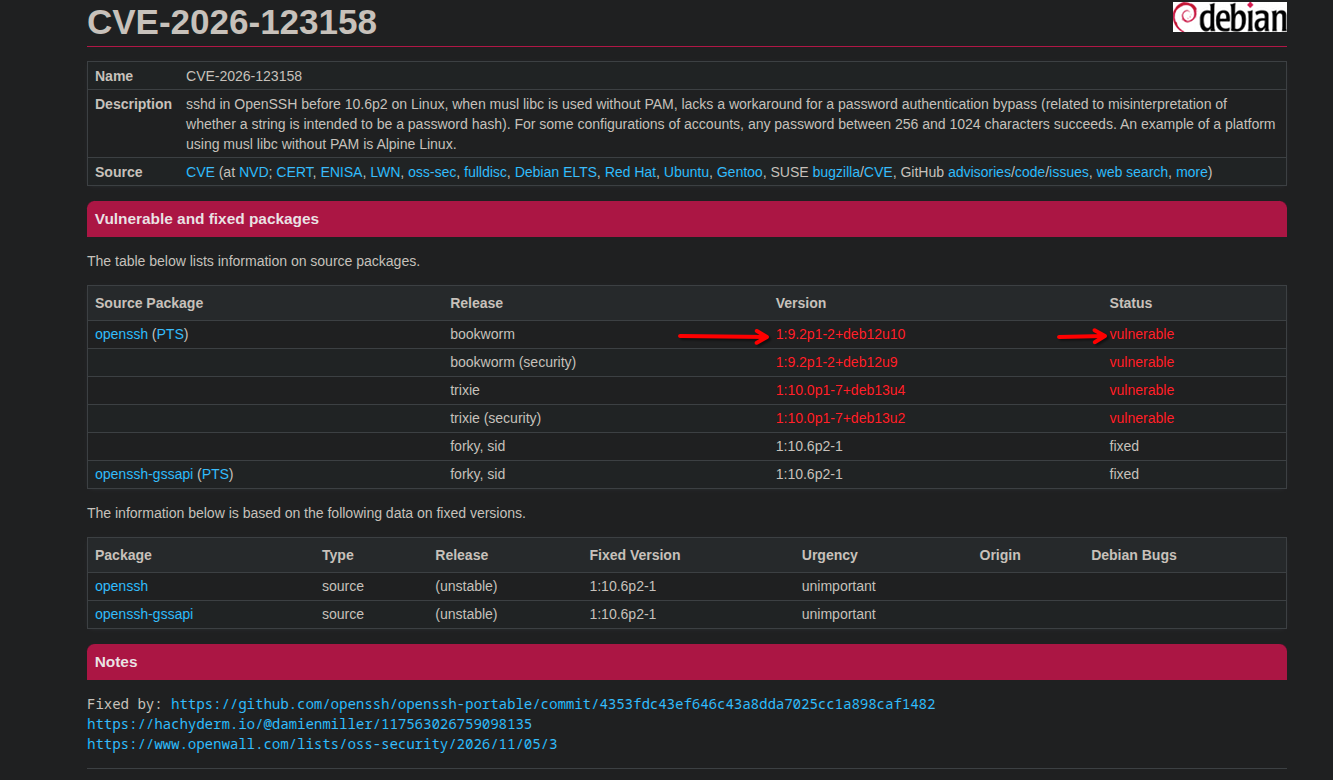 CVE-2026-123158
debian
Name CVE-2026-123158
Description sshd in OpenSSH before 10.6p2 on Linux, when musl libc is used without PAM, lacks a workaround for a password authentication bypass (related to misinterpretation of
whether a string is intended to be a password hash). For some configurations of accounts, any password between 256 and 1024 characters succeeds. An example of a platform
using musl libc without PAM is Alpine Linux.
Source CVE (at NVD; CERT, ENISA, LWN, oss-sec, fulldisc, Debian ELTS, Red Hat, Ubuntu, Gentoo, SUSE bugzilla/CVE, GitHub advisories/code/issues, web search, more)
Vulnerable and fixed packages
The table below lists information on source packages.
Source Package Release Version Status
openssh (PTS) bookworm 1:9.2p1-2+deb12u10 vulnerable
bookworm (security) 1:9.2p1-2+deb12u9 vulnerable
trixie 1:10.0p1-7+deb13u4 vulnerable
trixie (security) 1:10.0p1-7+deb13u2 vulnerable
forky, sid 1:10.6p2-1 fixed
openssh-gssapi (PTS) forky, sid 1:10.6p2-1 fixed
The information below is based on the following data on fixed versions.
Package Type Release Fixed Version Urgency Origin Debian Bugs
openssh source (unstable) 1:10.6p2-1 unimportant
openssh-gssapi source (unstable) 1:10.6p2-1 unimportant
Notes
Fixed by: https://github.com/openssh/openssh-portable/commit/4353fdc43ef646c43a8dda7025cc1a898caf1482
https://hachyderm.io/@damienmiller/117563026759098135
https://www.openwall.com/lists/oss-security/2026/11/05/3